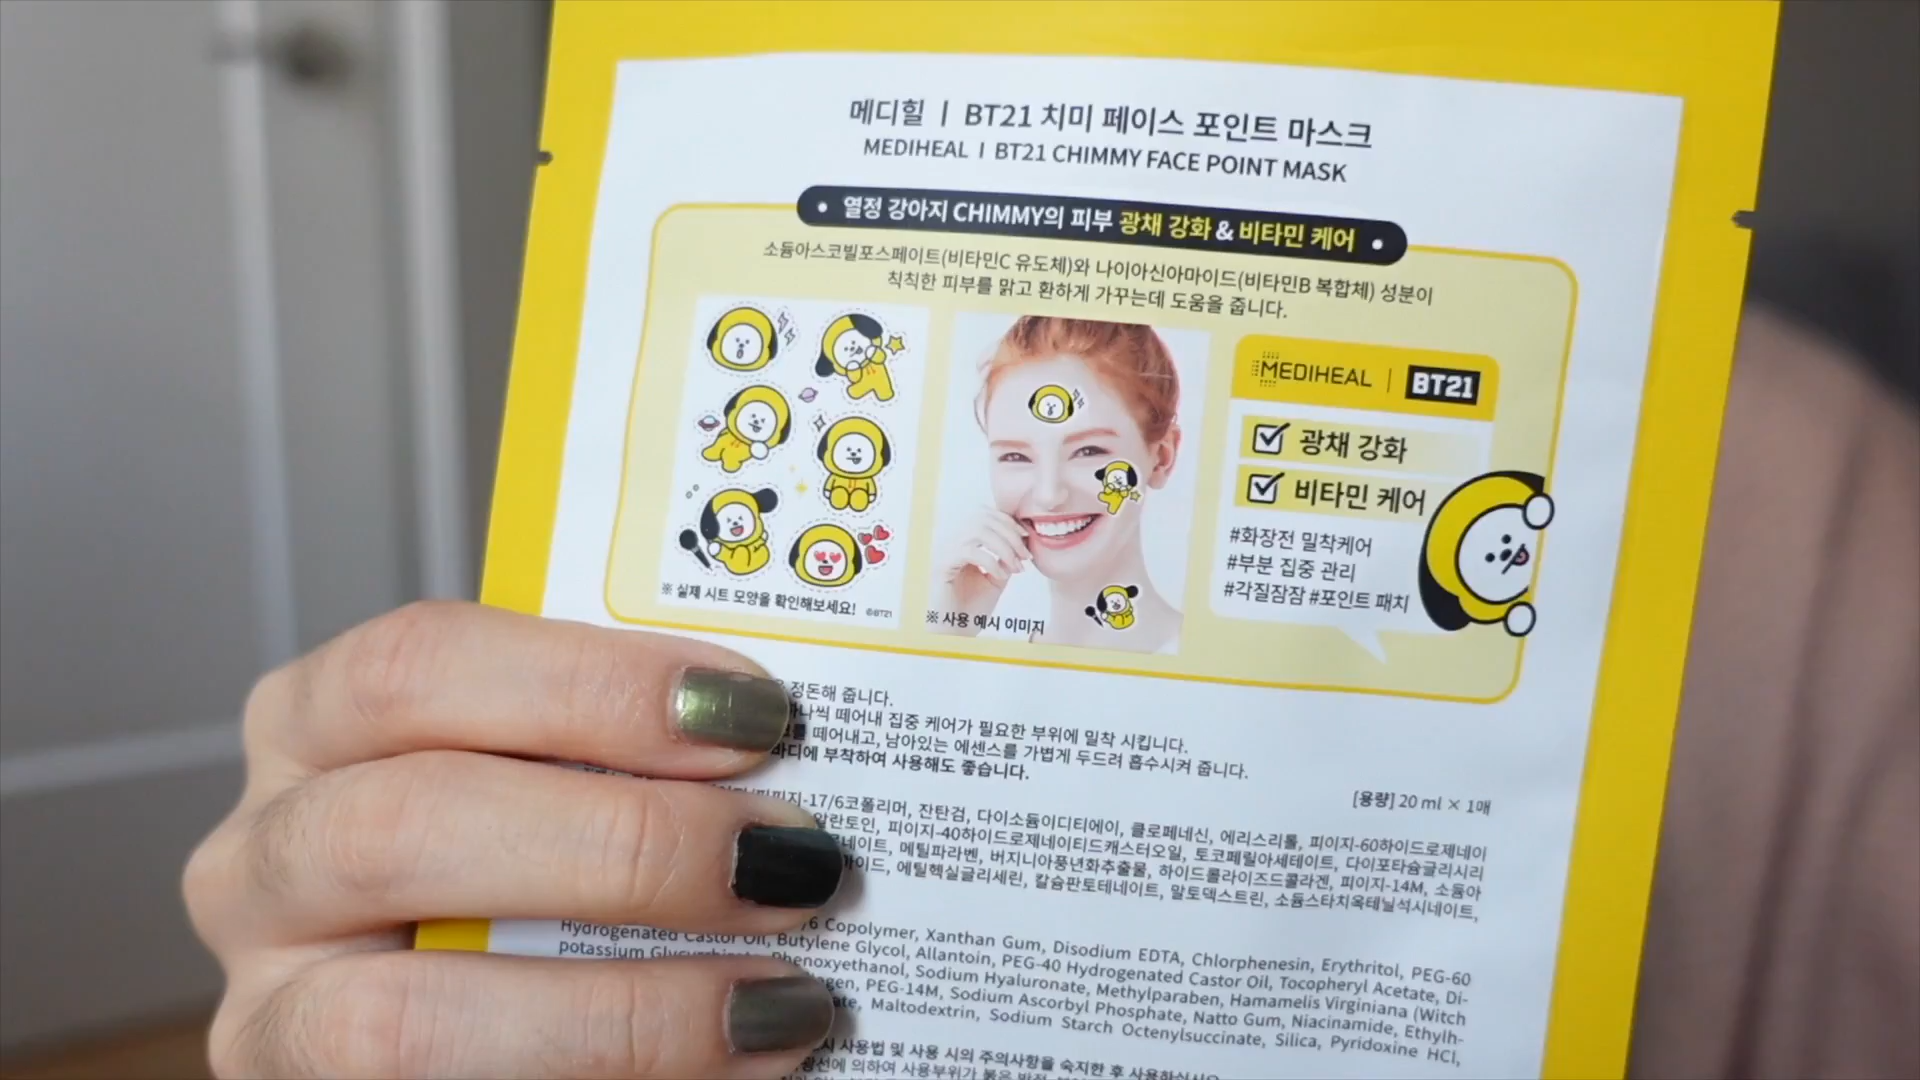 메디힐 | BT21 치미 페이스 포인트 마스크
MEDIHEAL I BT21 CHIMMY FACE POINT MASK
• 열정 강아지 CHIMMY의 피부 광채 강화 & 비타민 케어 •
소듐아스코빌포스페이트(비타민C 유도체)와 나이아신아마이드(비타민B 복합체) 성분이
칙칙한 피부를 맑고 환하게 가꾸는데 도움을 줍니다.
※ 실제 시트 모양을 확인해보세요!
©BT21
※ 사용 예시 이미지
MEDIHEAL | BT21
광채 강화
비타민 케어
#화장전 밀착케어
#부분 집중 관리
#각질잠잠 #포인트 패치
정돈해 줍니다.
떼어내 집중 케어가 필요한 부위에 밀착 시킵니다.
떼어내고, 남아있는 에센스를 가볍게 두드려 흡수시켜 줍니다.
부착하여 사용해도 좋습니다.
[용량] 20 ml × 1매
-17/6코폴리머, 잔탄검, 다이소듐이디티에이, 클로페네신, 에리스리톨, 피이지-60하이드로제네이
알란토인, 피이지-40하이드로제네이티드캐스터오일, 토코페릴아세테이트, 다이포타슘글리시리
네이트, 메틸파라벤, 버지니아풍년화추출물, 하이드롤라이즈드콜라겐, 피이지-14M, 소듐아
마이드, 에틸헥실글리세린, 칼슘판토테네이트, 말토덱스트린, 소듐스타치옥테닐석시네이트,
/6 Copolymer, Xanthan Gum, Disodium EDTA, Chlorphenesin, Erythritol, PEG-60
Hydrogenated Castor Oil, Butylene Glycol, Allantoin, PEG-40 Hydrogenated Castor Oil, Tocopheryl Acetate, Di-
potassium Phenoxyethanol, Sodium Hyaluronate, Methylparaben, Hamamelis Virginiana (Witch
PEG-14M, Sodium Ascorbyl Phosphate, Natto Gum, Niacinamide, Ethylh-
Maltodextrin, Sodium Starch Octenylsuccinate, Silica, Pyridoxine HCl,
사용법 및 사용 시의 주의사항을 숙지한 후 사용하십시오
의하여 사용부위가